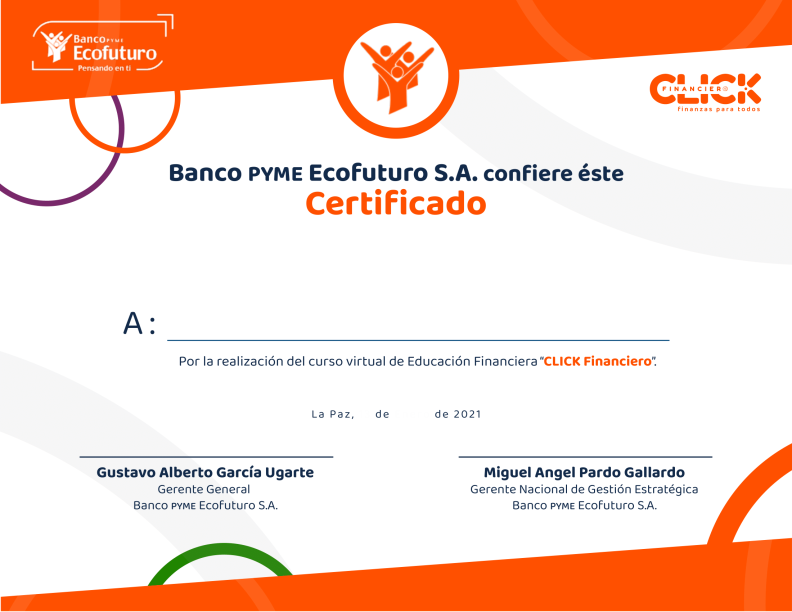 Banco PYME
Ecofuturo
Pensando en ti
CLICK
FINANCIERO
finanzas para todos
Banco PYME Ecofuturo S.A. confiere éste
Certificado
A:
Por la realización del curso virtual de Educación Financiera “CLICK Financiero”.
La Paz, de de 2021
Gustavo Alberto García Ugarte
Gerente General
Banco PYME Ecofuturo S.A.
Miguel Angel Pardo Gallardo
Gerente Nacional de Gestión Estratégica
Banco PYME Ecofuturo S.A.